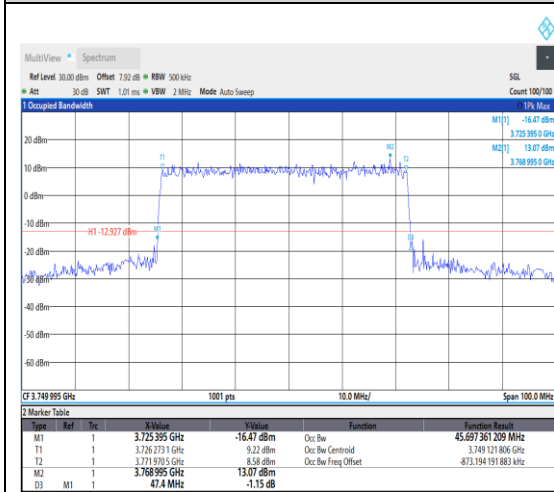 MultiView Spectrum
Ref Level 30.00 dBm Offset 7.92 dB RBW 500 kHz SGL
Att 30 dB SWT 1.01 ms VBW 2 MHz Mode Auto Sweep Count 100/100
1 Occupied Bandwidth 1Pk Max
M1[1] -16.47 dBm
3.725 395 0 GHz
M2[1] 13.07 dBm
3.768 995 0 GHz
20 dBm
T1 M2 T2
10 dBm
0 dBm
-10 dBm
H1 -12.927 dBm M1
D3
-20 dBm
-30 dBm
-40 dBm
-50 dBm
-60 dBm
CF 3.749 995 GHz 1001 pts 10.0 MHz/ Span 100.0 MHz
2 Marker Table
Type Ref Trc X-Value Y-Value Function Function Result
M1 1 3.725 395 GHz -16.47 dBm Occ Bw 45.697 361 209 MHz
T1 1 3.726 273 1 GHz 9.22 dBm Occ Bw Centroid 3.749 121 806 GHz
T2 1 3.771 970 5 GHz 8.58 dBm Occ Bw Freq Offset -873.194 191 883 kHz
M2 1 3.768 995 GHz 13.07 dBm
D3 M1 1 47.4 MHz -1.15 dB